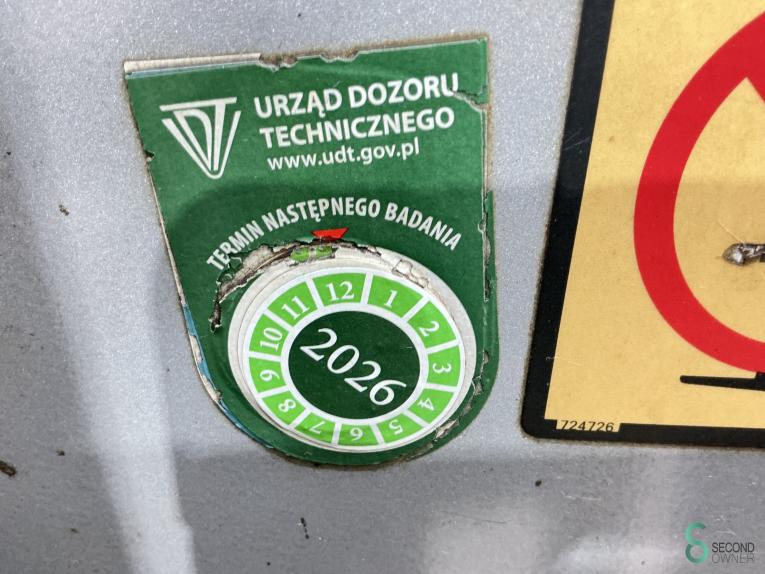 UDT
URZĄD DOZORU
TECHNICZNEGO
www.udt.gov.pl
TERMIN NASTĘPNEGO BADANIA
12 1 2 3 4 5 6 7 8 9 10 11
2026
724726
SECOND
OWNER